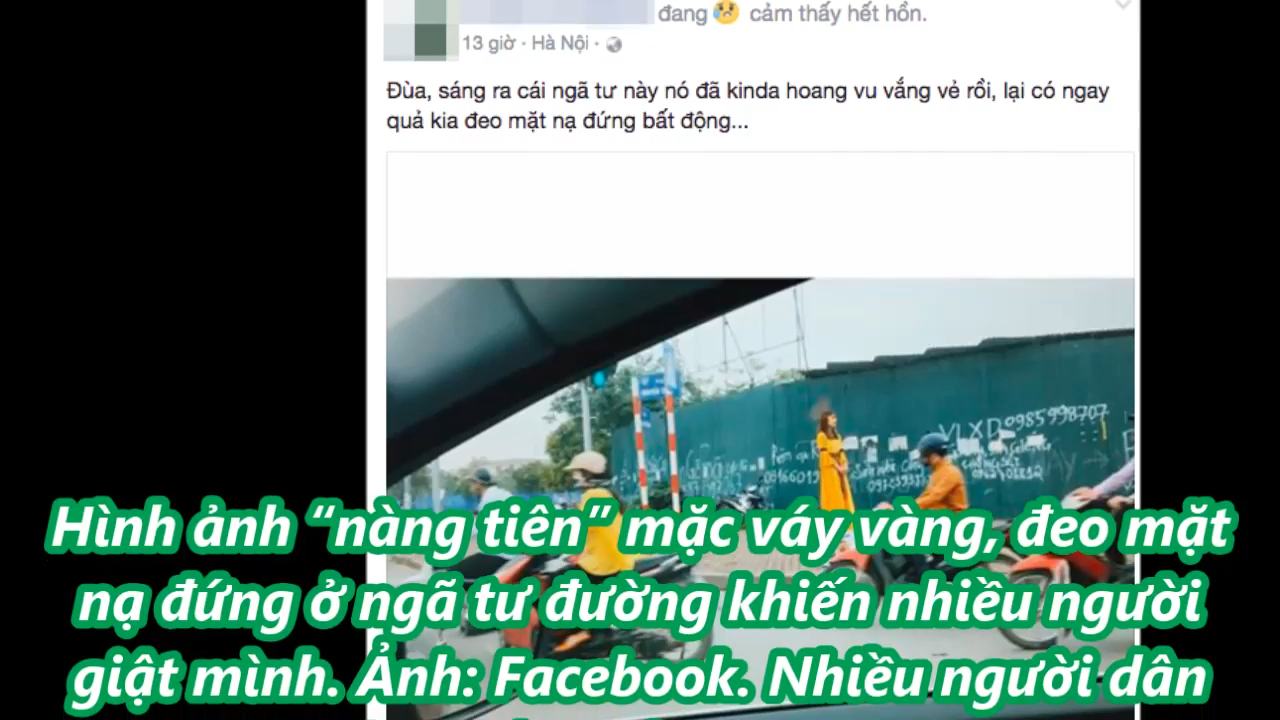 đang cảm thấy hết hồn.
13 giờ · Hà Nội ·
Đùa, sáng ra cái ngã tư này nó đã kinda hoang vu vắng vẻ rồi, lại có ngay
quả kia đeo mặt nạ đứng bất động...
VLXD 0985998707
Hình ảnh “nàng tiên” mặc váy vàng, đeo mặt
nạ đứng ở ngã tư đường khiến nhiều người
giật mình. Ảnh: Facebook. Nhiều người dân